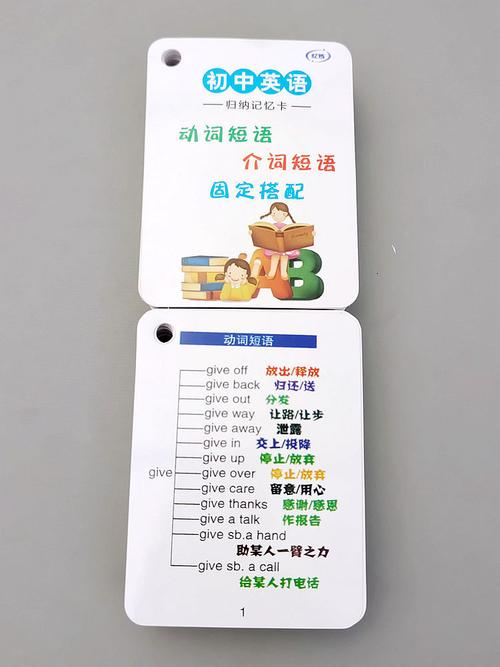 初中英语
归纳记忆卡
动词短语
介词短语
固定搭配
AB
动词短语
give
give off 放出/释放
give back 归还/送
give out 分发
give way 让路/让步
give away 泄露
give in 交上/投降
give up 停止/放弃
give over 停止/放弃
give care 留意/用心
give thanks 感谢/感恩
give a talk 作报告
give sb.a hand
助某人一臂之力
give sb. a call
给某人打电话
1